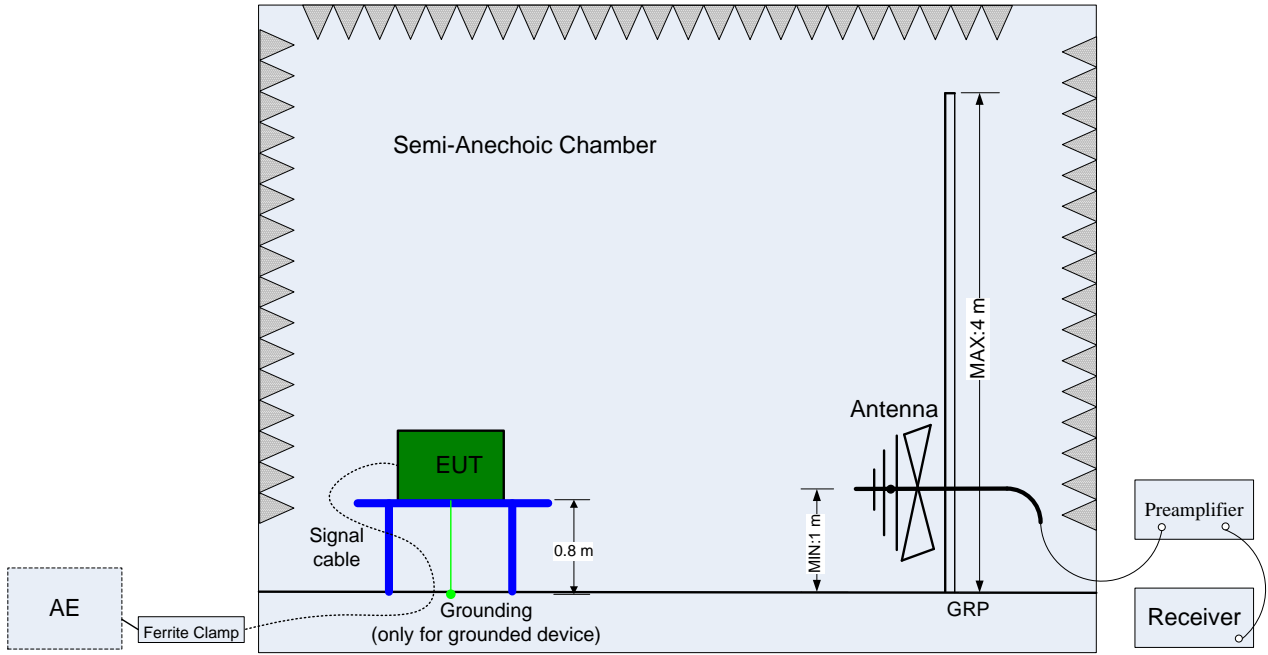 Semi-Anechoic Chamber
MAX:4 m
Antenna
EUT
Preamplifier
Signal
cable
0.8 m
MIN:1 m
AE
Ferrite Clamp
Grounding
(only for grounded device)
GRP
Receiver